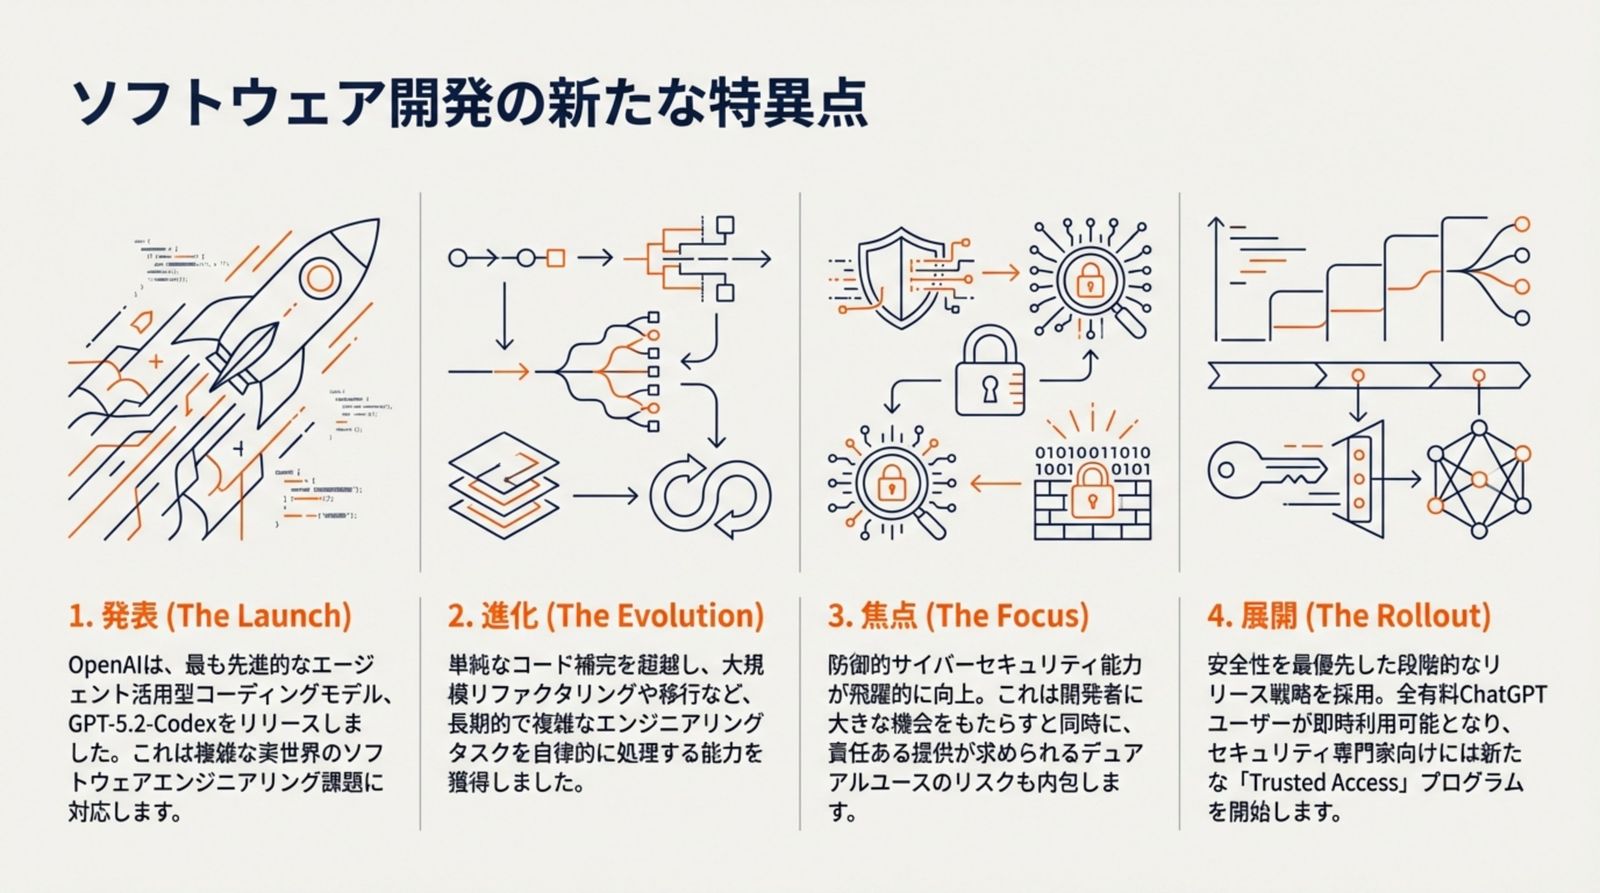 ソフトウェア開発の新たな特異点
01010011010
1001 0101
1. 発表 (The Launch)
OpenAIは、最も先進的なエージ
ェント活用型コーディングモデル、
GPT-5.2-Codexをリリースしま
した。これは複雑な実世界のソフ
トウェアエンジニアリング課題に
対応します。
2. 進化 (The Evolution)
単純なコード補完を超越し、大規
模リファクタリングや移行など、
長期的で複雑なエンジニアリング
タスクを自律的に処理する能力を
獲得しました。
3. 焦点 (The Focus)
防御的サイバーセキュリティ能力
が飛躍的に向上。これは開発者に
大きな機会をもたらすと同時に、
責任ある提供が求められるデュア
アルユースのリスクも内包しま
す。
4. 展開 (The Rollout)
安全性を最優先した段階的なリ
リース戦略を採用。全有料ChatGPT
ユーザーが即時利用可能となり、
セキュリティ専門家向けには新た
な「Trusted Access」プログラム
を開始します。